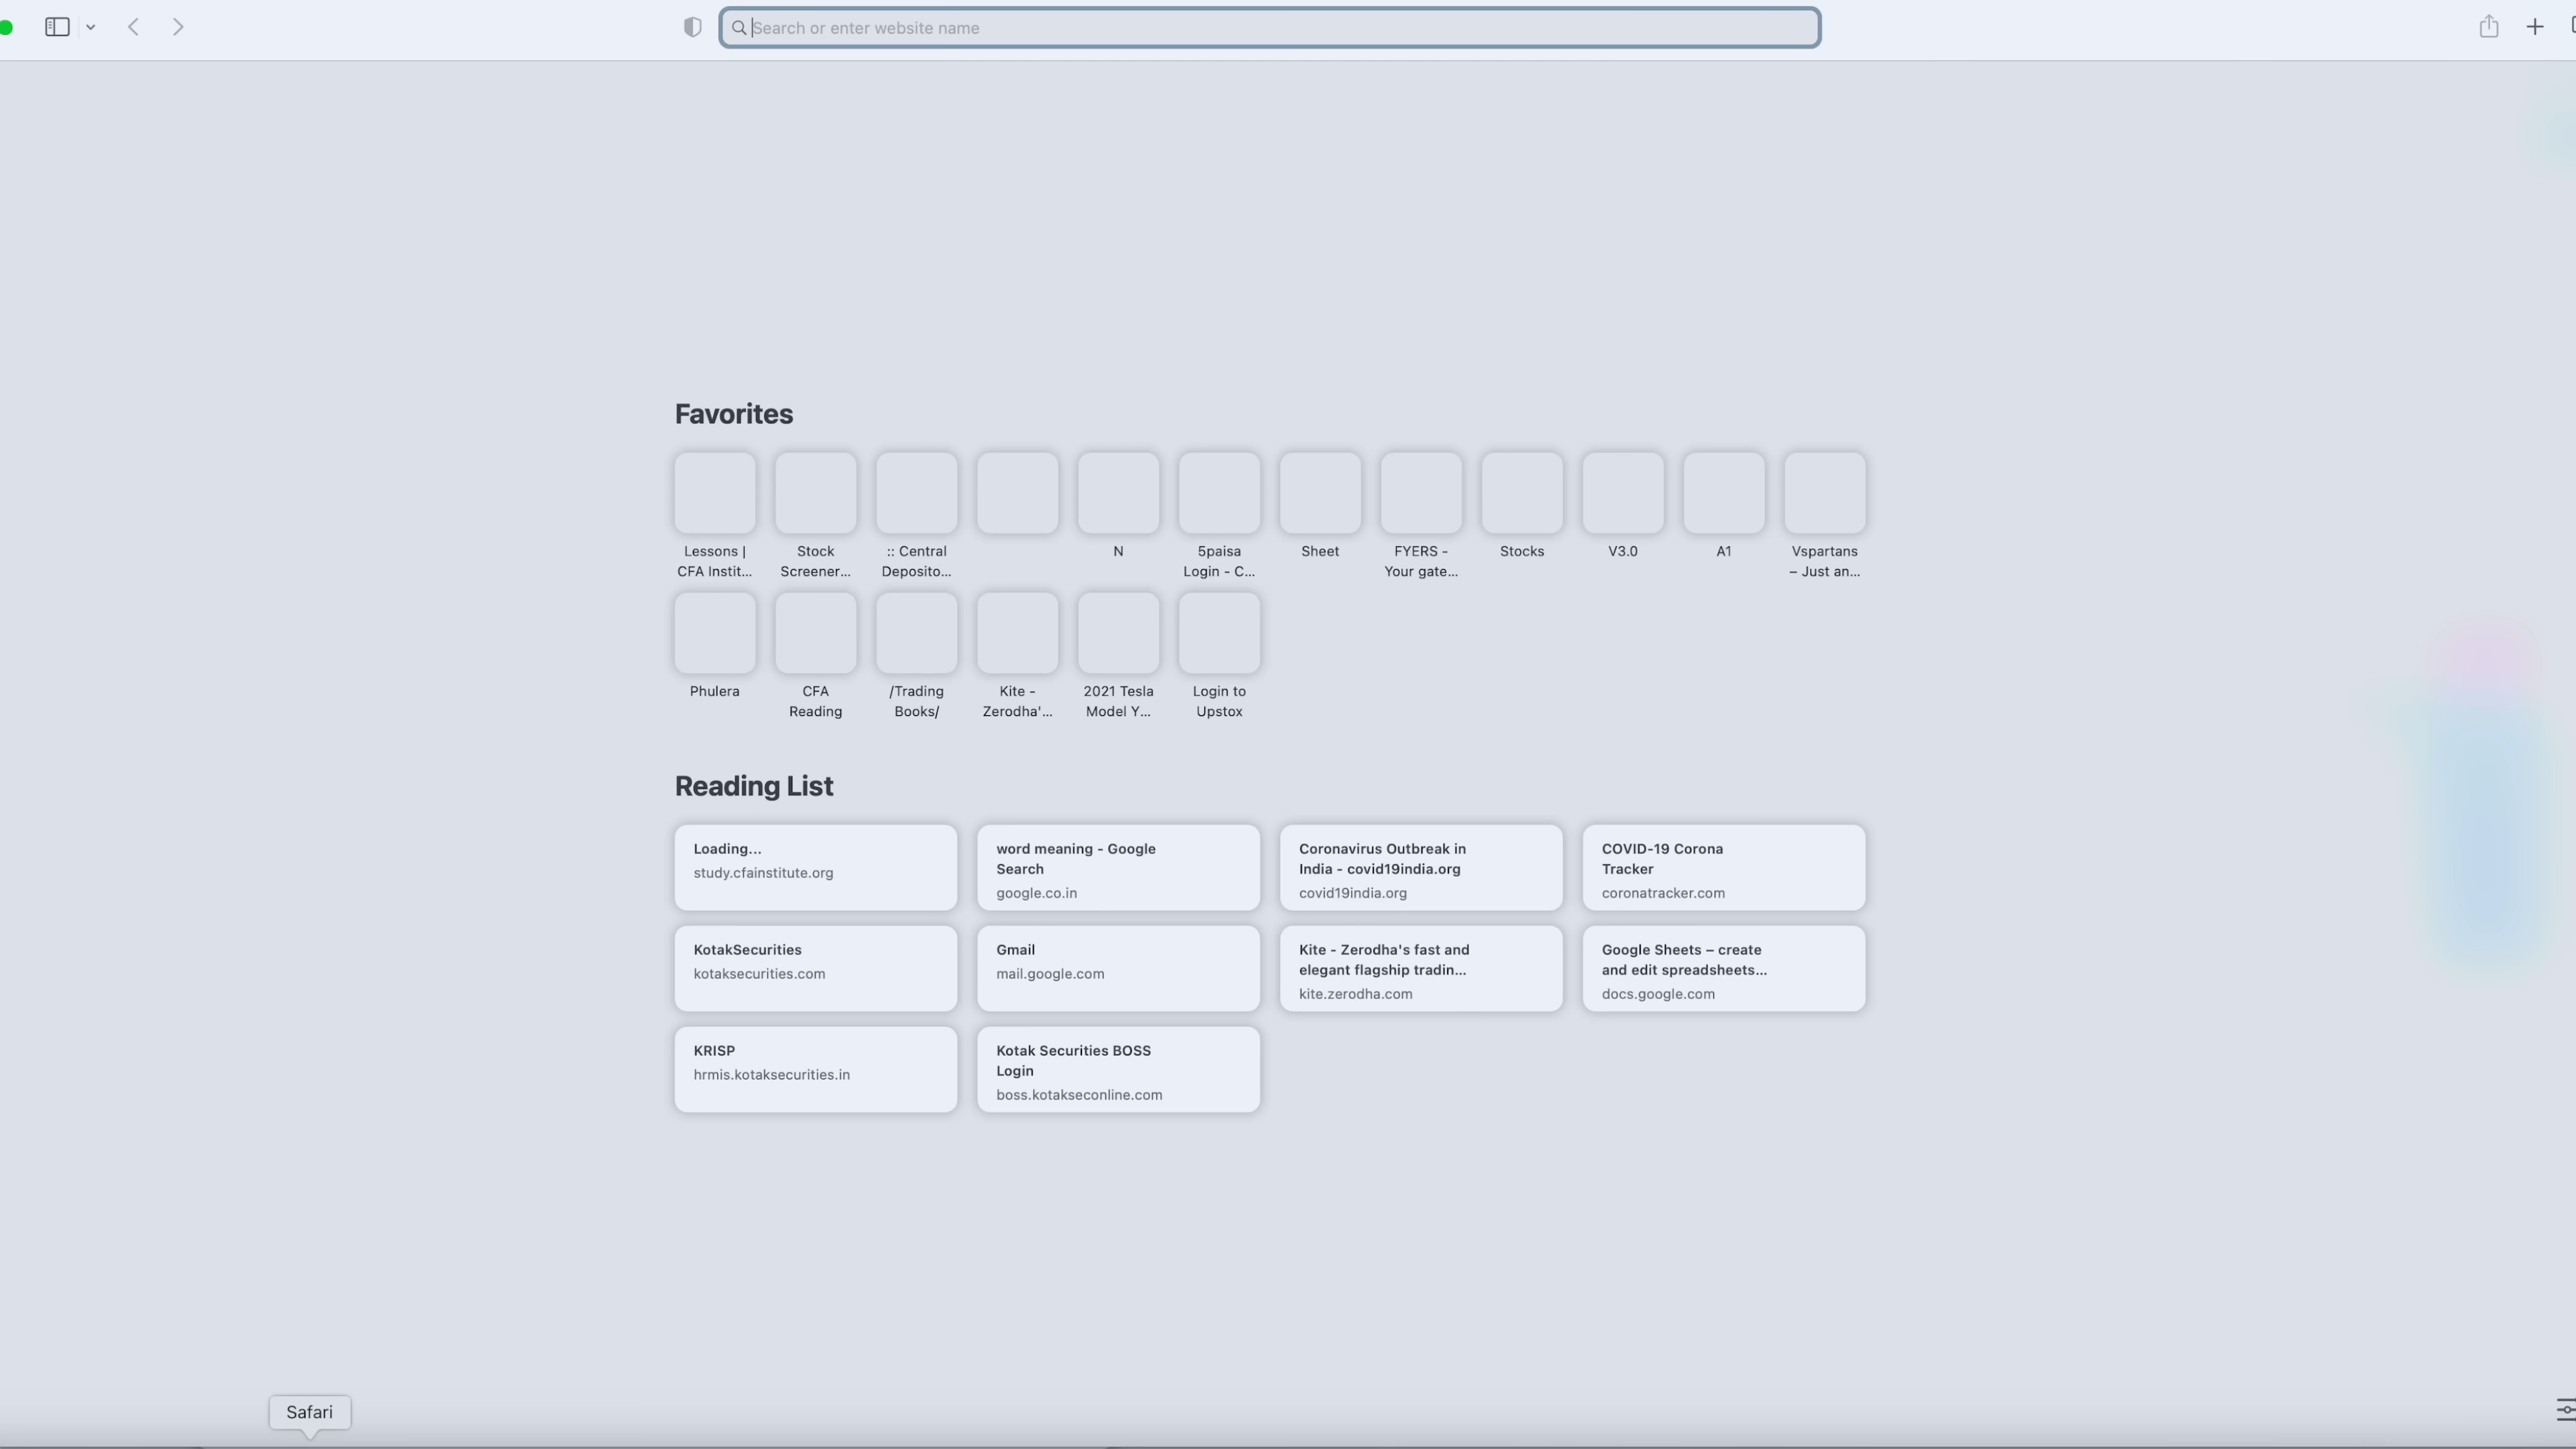 Search or enter website name
Favorites
Lessons |
CFA Instit...
Stock
Screener...
:: Central
Deposito...
N
5paisa
Login - C...
Sheet
FYERS -
Your gate...
Stocks
V3.0
A1
Vspartans
– Just an...
Phulera
CFA
Reading
/Trading
Books/
Kite -
Zerodha'...
2021 Tesla
Model Y...
Login to
Upstox
Reading List
Loading...
study.cfainstitute.org
word meaning - Google
Search
google.co.in
Coronavirus Outbreak in
India - covid19india.org
covid19india.org
COVID-19 Corona
Tracker
coronatracker.com
KotakSecurities
kotaksecurities.com
Gmail
mail.google.com
Kite - Zerodha's fast and
elegant flagship tradin...
kite.zerodha.com
Google Sheets – create
and edit spreadsheets...
docs.google.com
KRISP
hrmis.kotaksecurities.in
Kotak Securities BOSS
Login
boss.kotakseconline.com
Safari